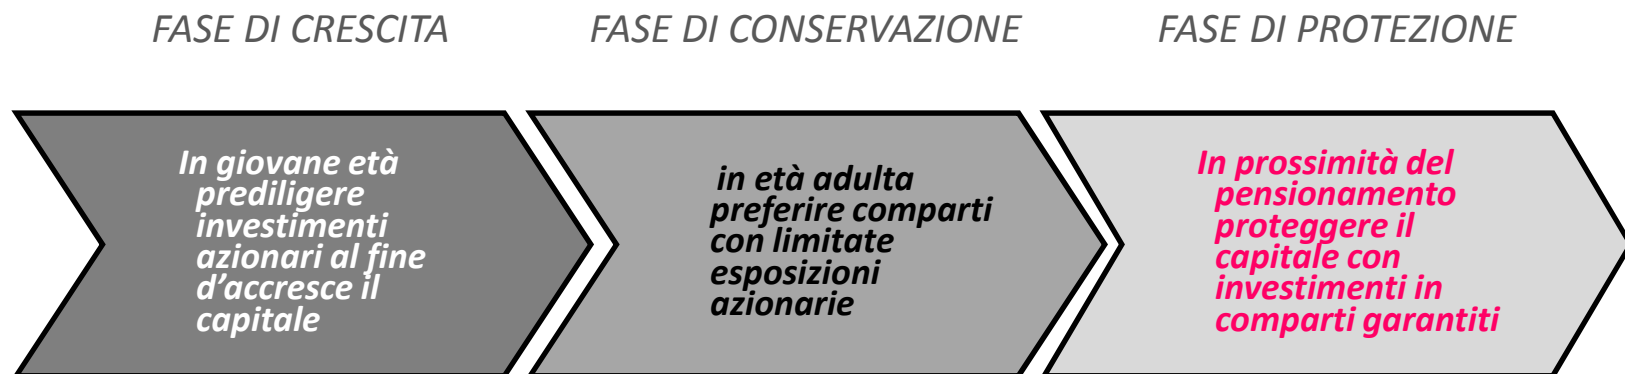 FASE DI CRESCITA
FASE DI CONSERVAZIONE
FASE DI PROTEZIONE
In giovane età
prediligere
investimenti
azionari al fine
d’accresce il
capitale
in età adulta
preferire comparti
con limitate
esposizioni
azionarie
In prossimità del
pensionamento
proteggere il
capitale con
investimenti in
comparti garantiti